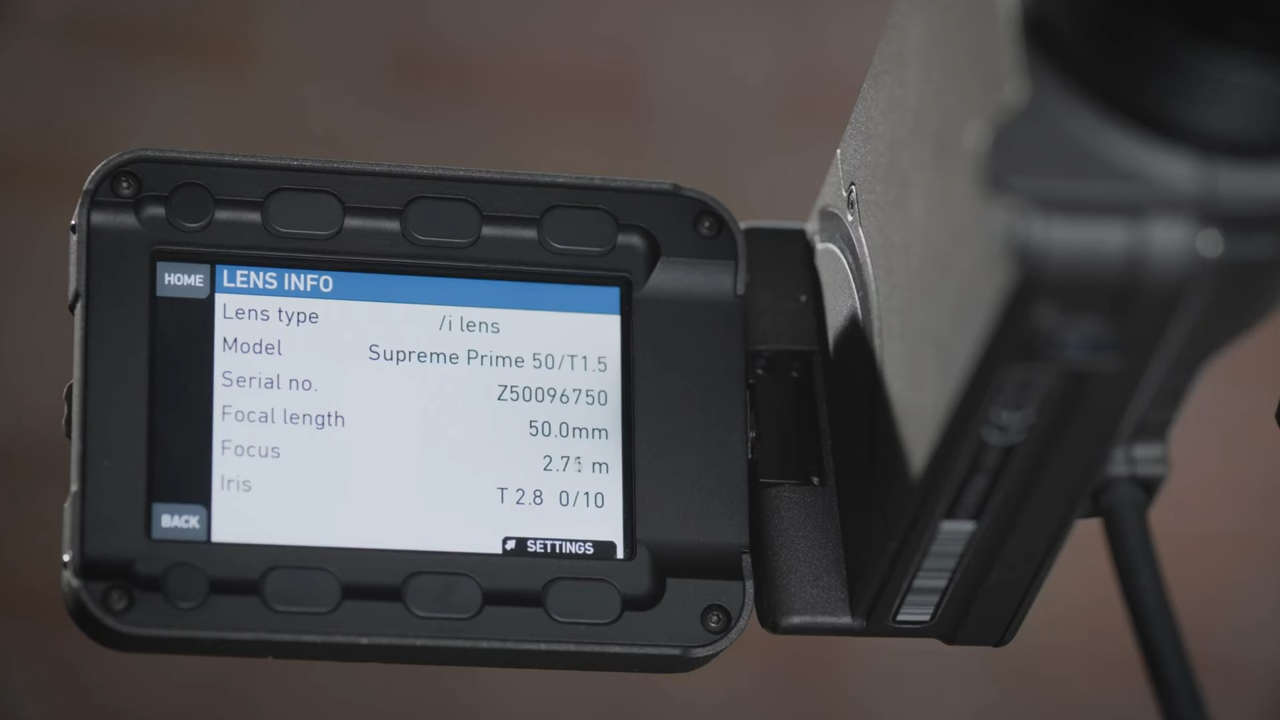 HOME
LENS INFO
Lens type /i lens
Model Supreme Prime 50/T1.5
Serial no. Z50096750
Focal length 50.0mm
Focus m
Iris T 2.8 0/10
BACK
SETTINGS